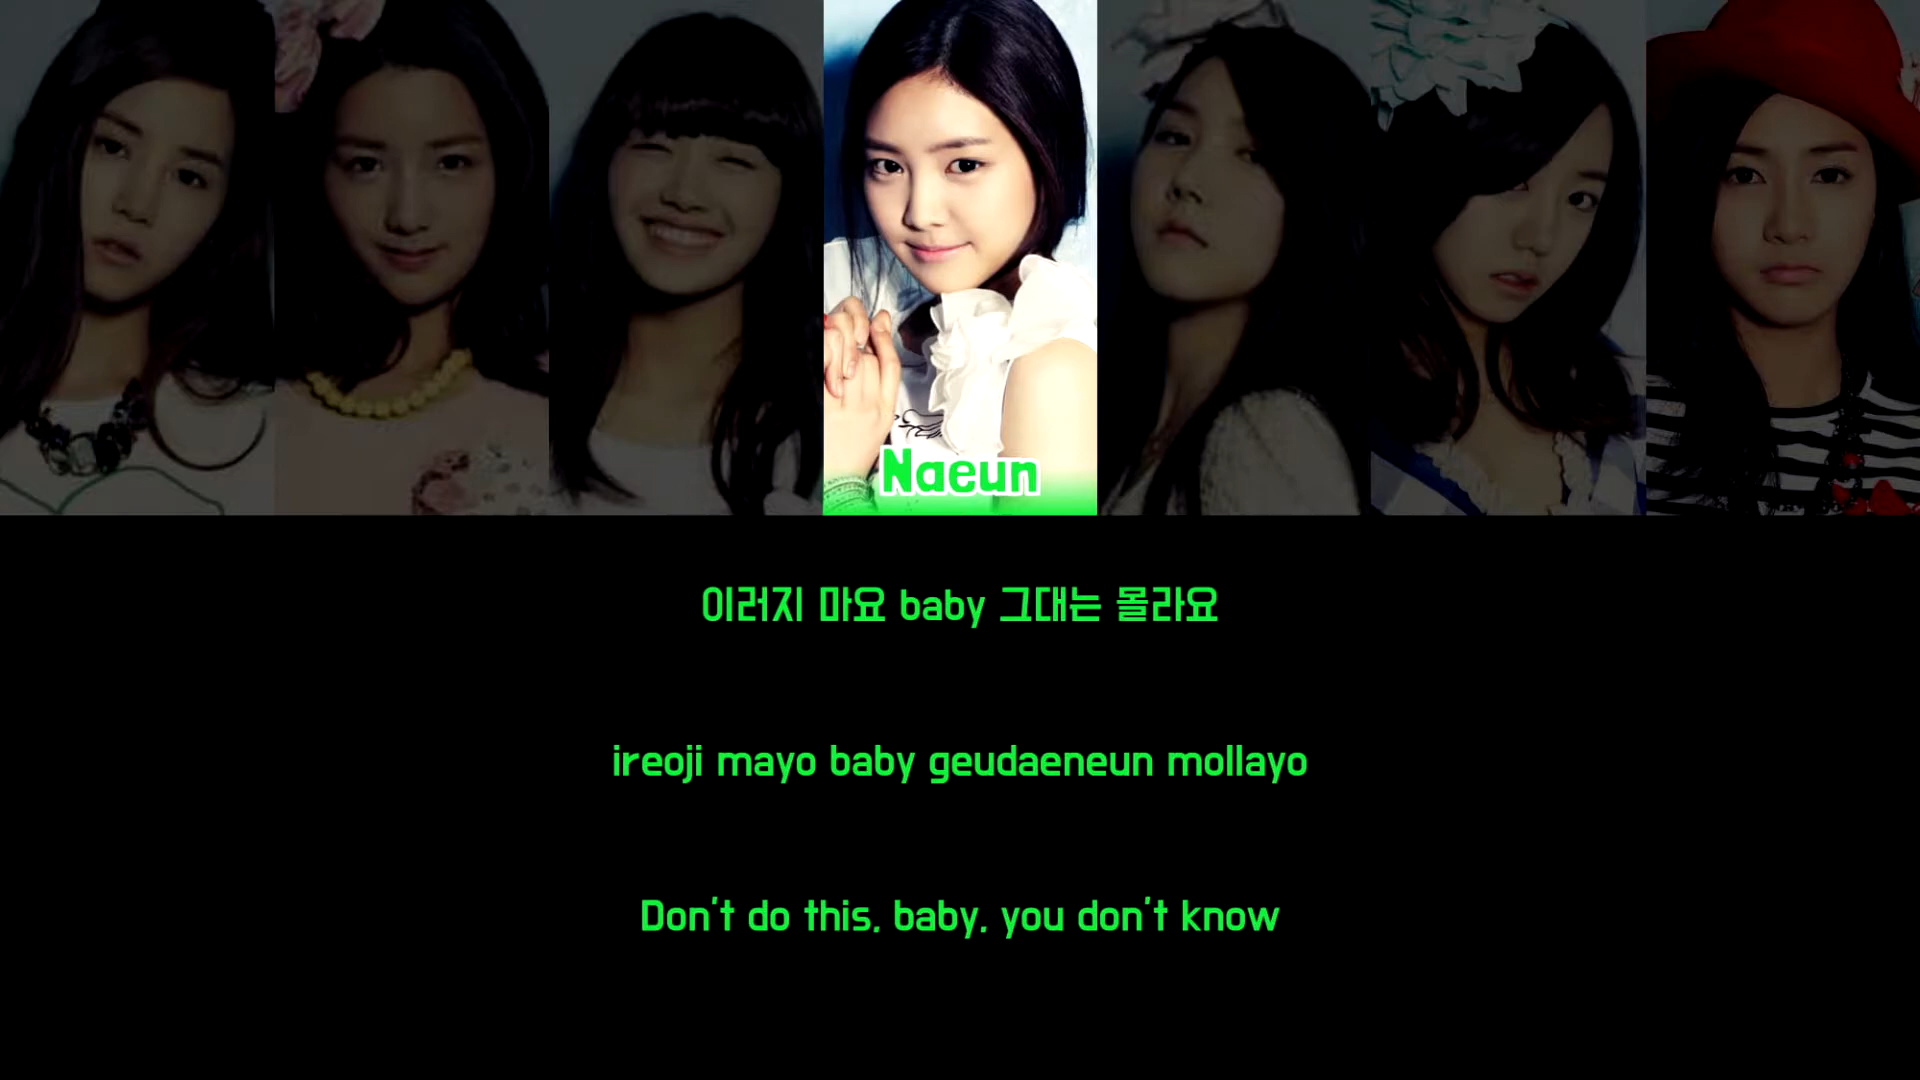 Naeun
이러지 마요 baby 그대는 몰라요
ireoji mayo baby geudaeneun mollayo
Don't do this, baby, you don't know